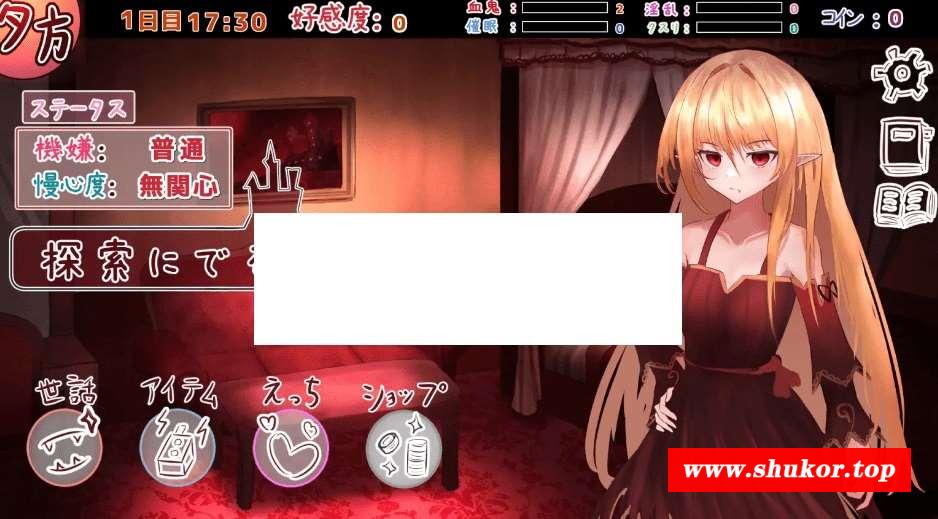 夕方
1日目17:30
好感度:0
血鬼:2
淫乱:0
コイン:0
催眠:0
クスリ:0
ステータス
機嫌: 普通
慢心度: 無関心
探索にで
世話
アイテム
えっち
ショップ
www.shukor.top